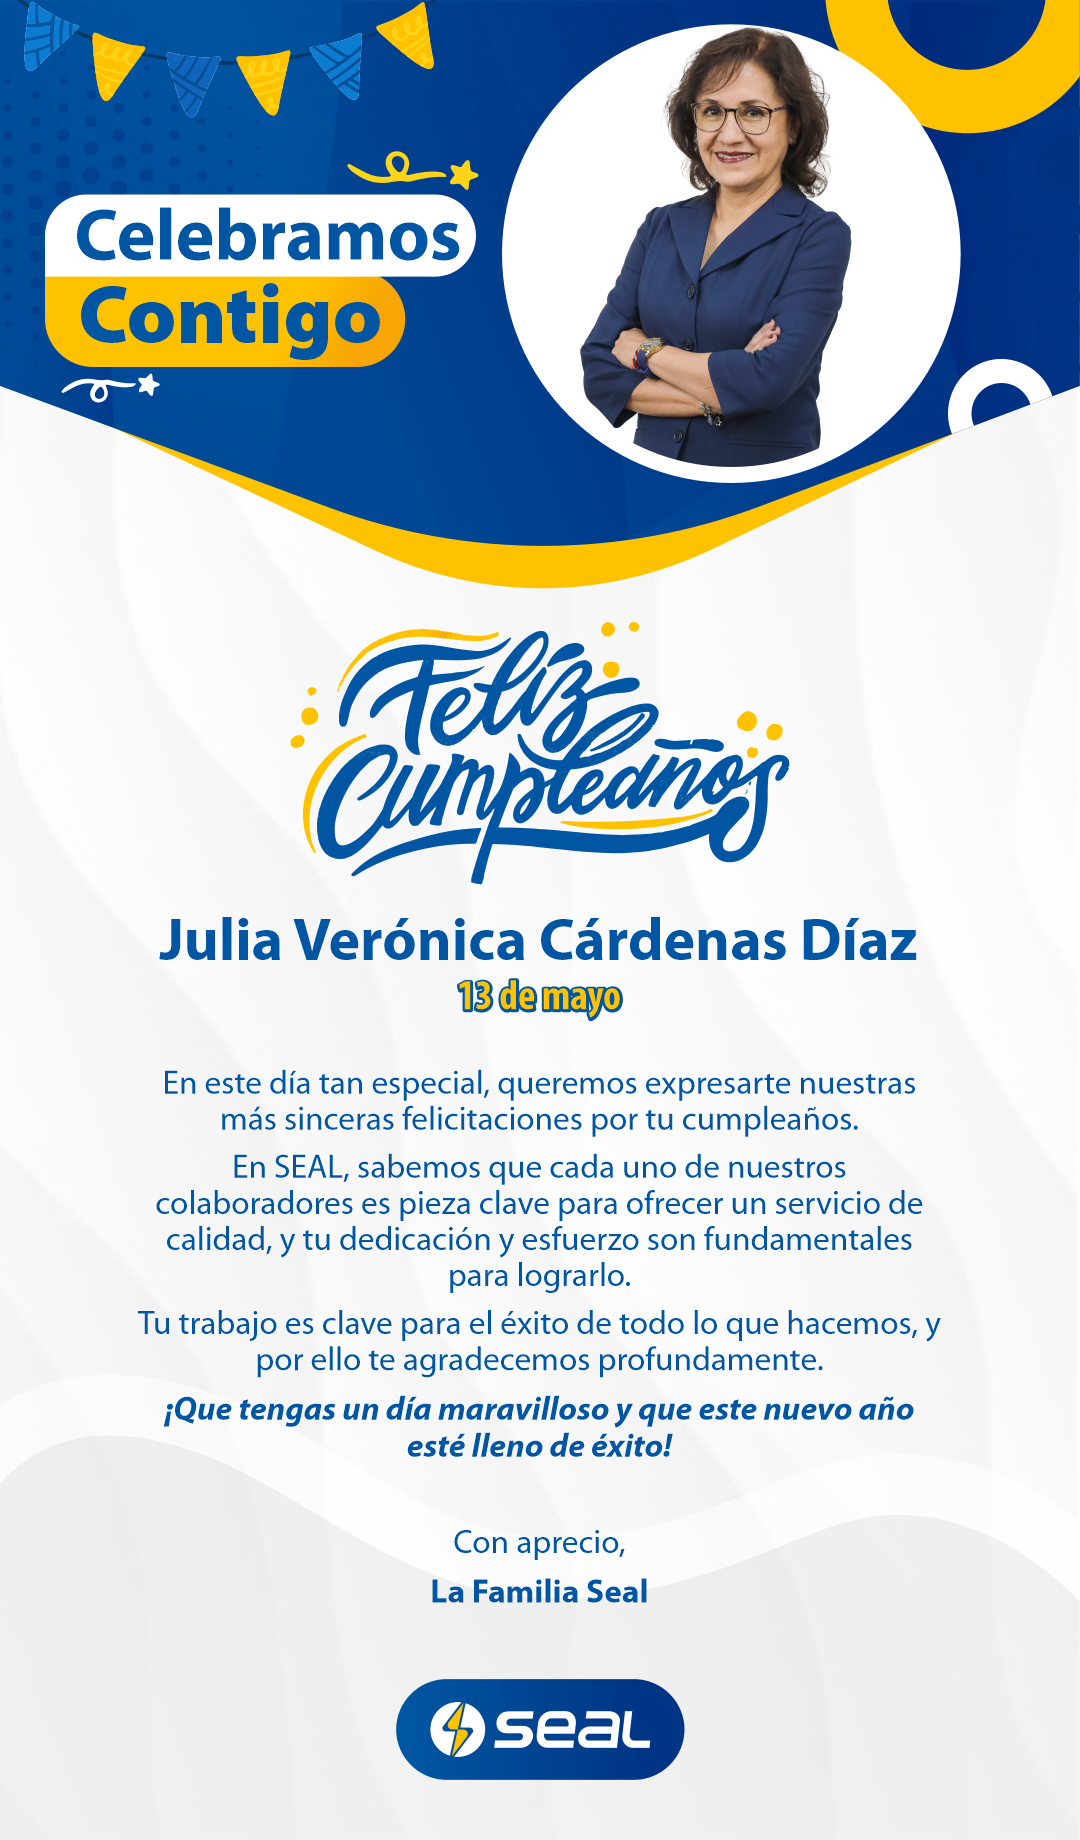 Celebramos
Contigo
Feliz
Cumpleaños
Julia Verónica Cárdenas Díaz
13 de mayo
En este día tan especial, queremos expresarte nuestras
más sinceras felicitaciones por tu cumpleaños.
En SEAL, sabemos que cada uno de nuestros
colaboradores es pieza clave para ofrecer un servicio de
calidad, y tu dedicación y esfuerzo son fundamentales
para lograrlo.
Tu trabajo es clave para el éxito de todo lo que hacemos, y
por ello te agradecemos profundamente.
¡Que tengas un día maravilloso y que este nuevo año
esté lleno de éxito!
Con aprecio,
La Familia Seal
seal